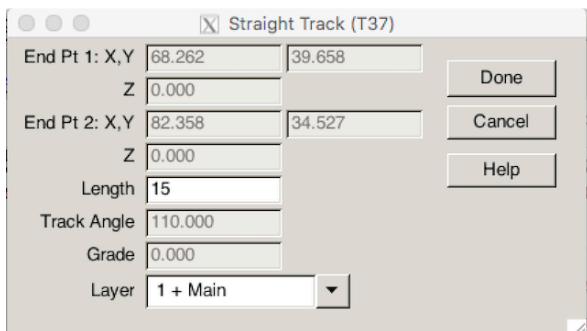 Straight Track (T37)
End Pt 1: X,Y 68.262 39.658
Z 0.000
Done
End Pt 2: X,Y 82.358 34.527
Cancel
Z 0.000
Help
Length 15
Track Angle 110.000
Grade 0.000
Layer 1 + Main